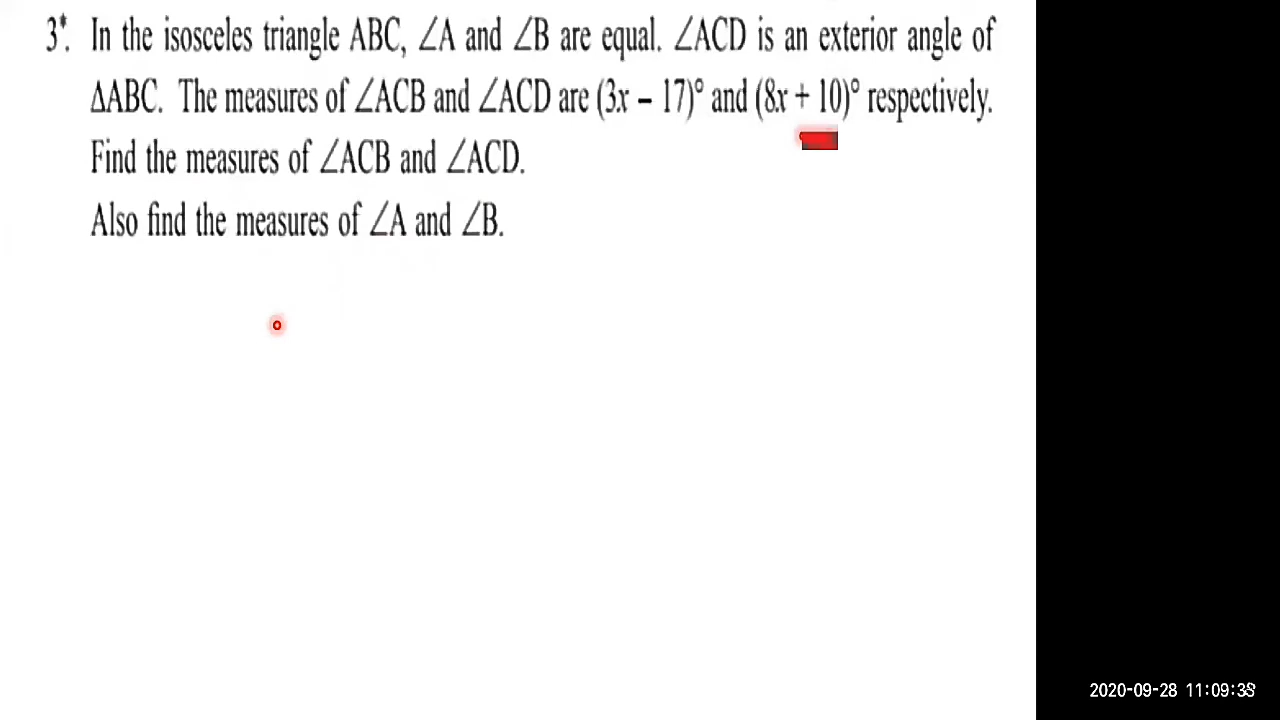 3*. In the isosceles triangle ABC, ∠A and ∠B are equal. ∠ACD is an exterior angle of
ΔABC. The measures of ∠ACB and ∠ACD are (3x – 17)° and (8x + 10)° respectively.
Find the measures of ∠ACB and ∠ACD.
Also find the measures of ∠A and ∠B.
2020-09-28 11:09:38